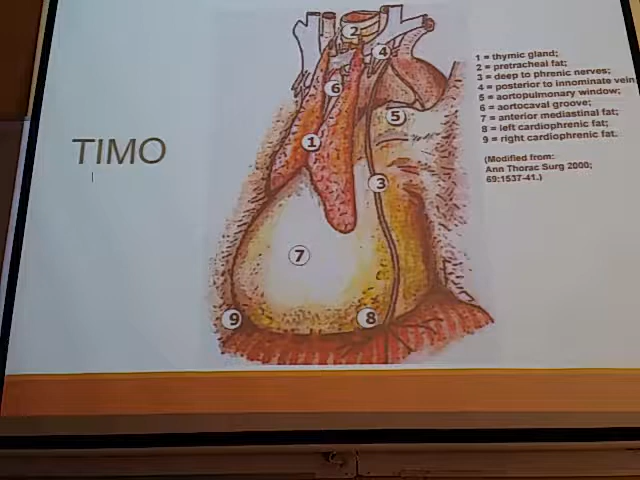 TIMO
1 = thymic gland;
2 = pretracheal fat;
3 = deep to phrenic nerves;
4 = posterior to innominate vein
5 = aortopulmonary window;
6 = aortocaval groove;
7 = anterior mediastinal fat;
8 = left cardiophrenic fat;
9 = right cardiophrenic fat.
(Modified from:
Ann Thorac Surg 2000;
69:1537-41.)
2
4
6
5
1
3
7
9
8